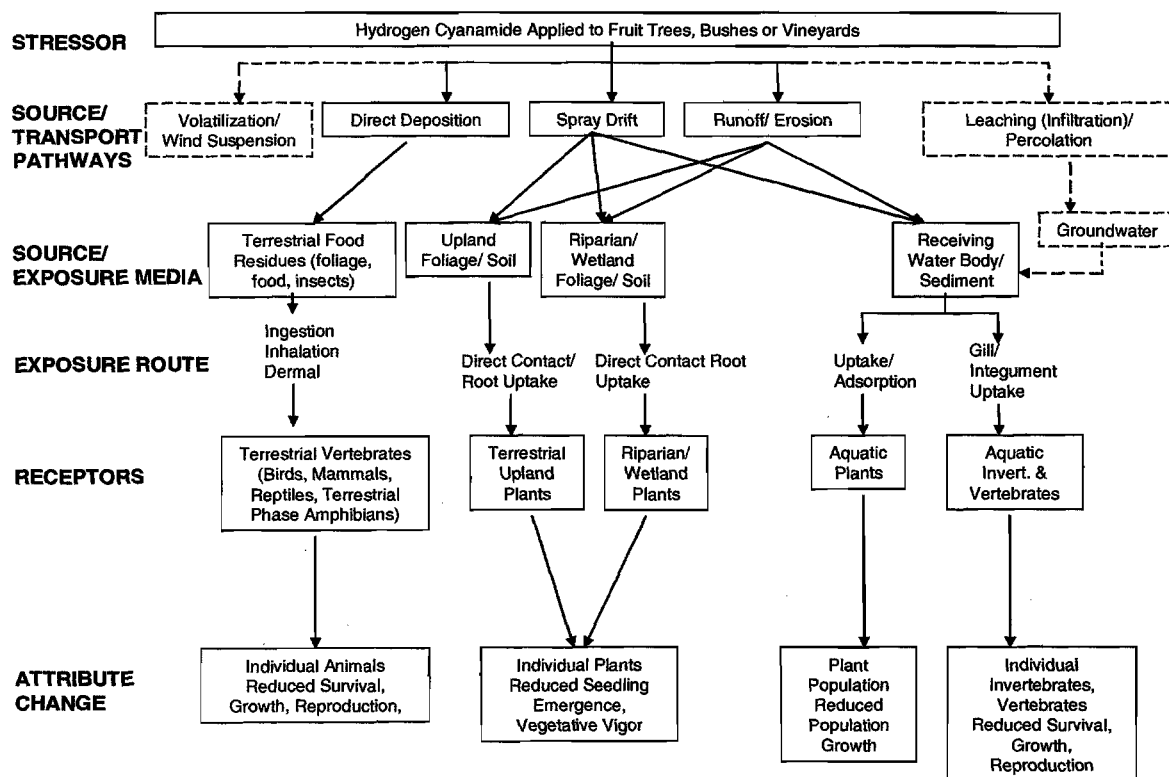 STRESSOR
Hydrogen Cyanamide Applied to Fruit Trees, Bushes or Vineyards
SOURCE/
TRANSPORT
PATHWAYS
Volatilization/
Wind Suspension
Direct Deposition
Spray Drift
Runoff/ Erosion
Leaching (Infiltration)/
Percolation
SOURCE/
EXPOSURE MEDIA
Terrestrial Food
Residues (foliage,
food, insects)
Upland
Foliage/ Soil
Riparian/
Wetland
Foliage/ Soil
Receiving
Water Body/
Sediment
Groundwater
EXPOSURE ROUTE
Ingestion
Inhalation
Dermal
Direct Contact/
Root Uptake
Direct Contact Root
Uptake
Uptake/
Adsorption
Gill/
Integument
Uptake
RECEPTORS
Terrestrial Vertebrates
(Birds, Mammals,
Reptiles, Terrestrial
Phase Amphibians)
Terrestrial
Upland
Plants
Riparian/
Wetland
Plants
Aquatic
Plants
Aquatic
Invert. &
Vertebrates
ATTRIBUTE
CHANGE
Individual Animals
Reduced Survival,
Growth, Reproduction,
Individual Plants
Reduced Seedling
Emergence,
Vegetative Vigor
Plant
Population
Reduced
Population
Growth
Individual
Invertebrates,
Vertebrates
Reduced Survival,
Growth,
Reproduction